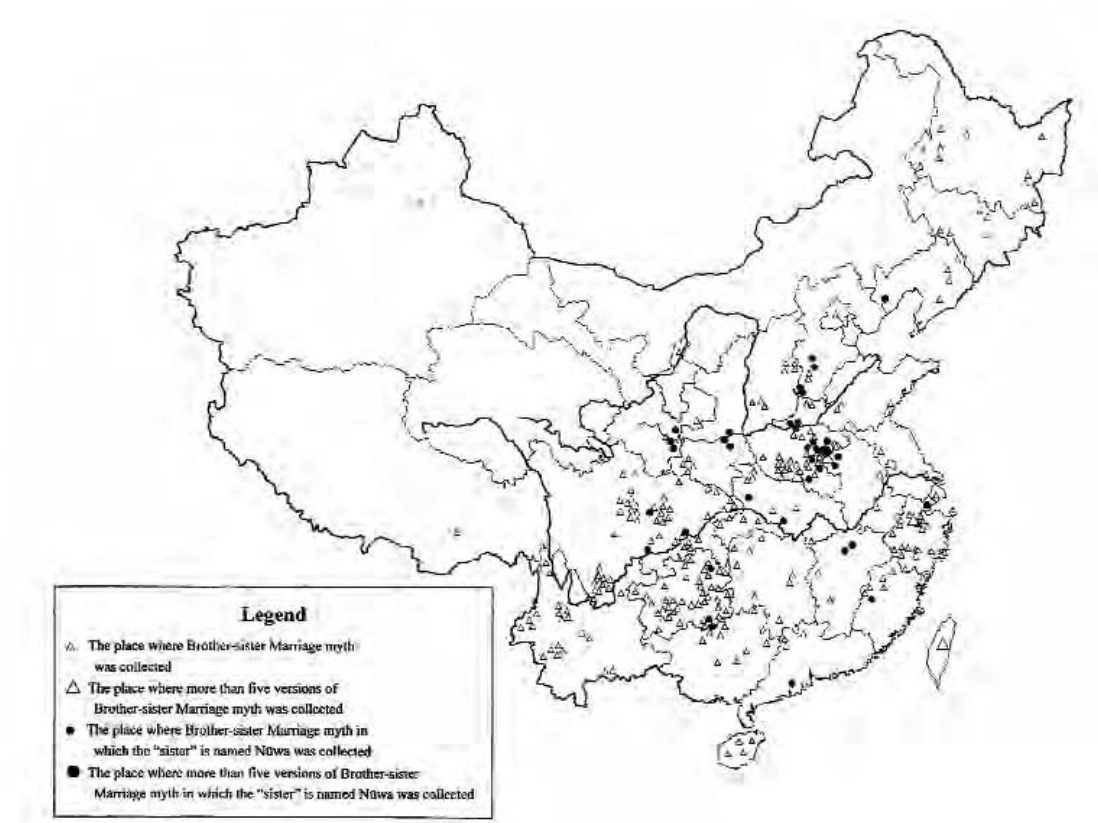 Legend
The place where Brother-sister Marriage myth
was collected
The place where more than five versions of
Brother-sister Marriage myth was collected
The place where Brother-sister Marriage myth in
which the "sister" is named Nüwa was collected
The place where more than five versions of Brother-sister
Marriage myth in which the "sister" is named Nüwa was collected